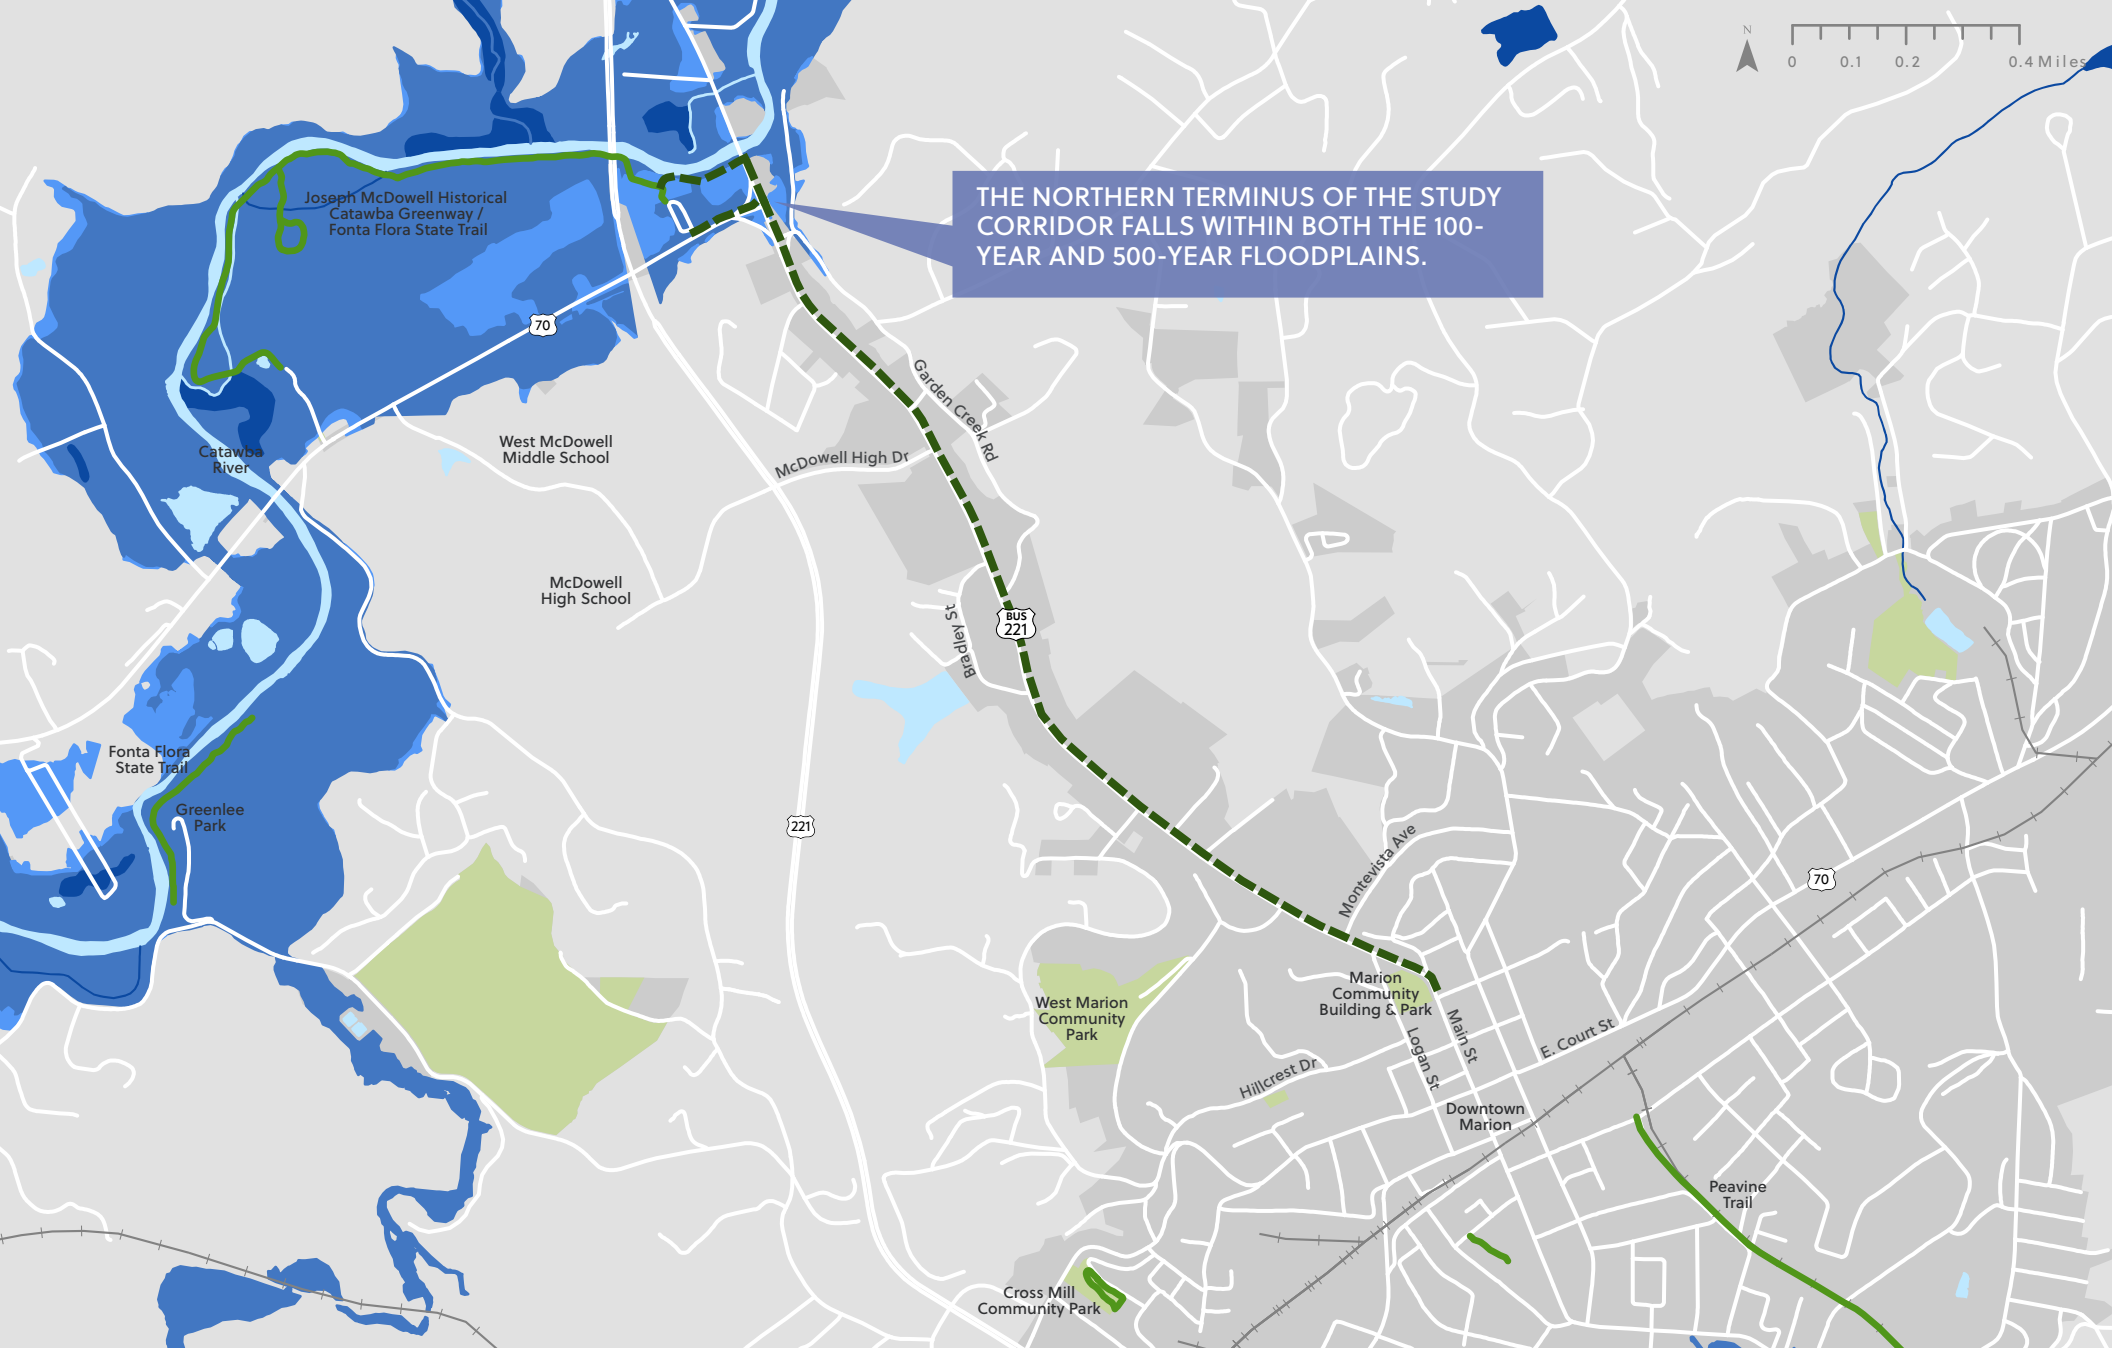 N
0 0.1 0.2 0.4 Miles
THE NORTHERN TERMINUS OF THE STUDY
CORRIDOR FALLS WITHIN BOTH THE 100-
YEAR AND 500-YEAR FLOODPLAINS.
Joseph McDowell Historical
Catawba Greenway /
Fonta Flora State Trail
70
Garden Creek Rd
West McDowell
Middle School
McDowell High Dr
Catawba
River
McDowell
High School
Bradley St
BUS
221
Fonta Flora
State Trail
Greenlee
Park
221
Montevista Ave
70
West Marion
Community
Park
Marion
Community
Building & Park
Main St
Logan St
E. Court St
Hillcrest Dr
Downtown
Marion
Peavine
Trail
Cross Mill
Community Park